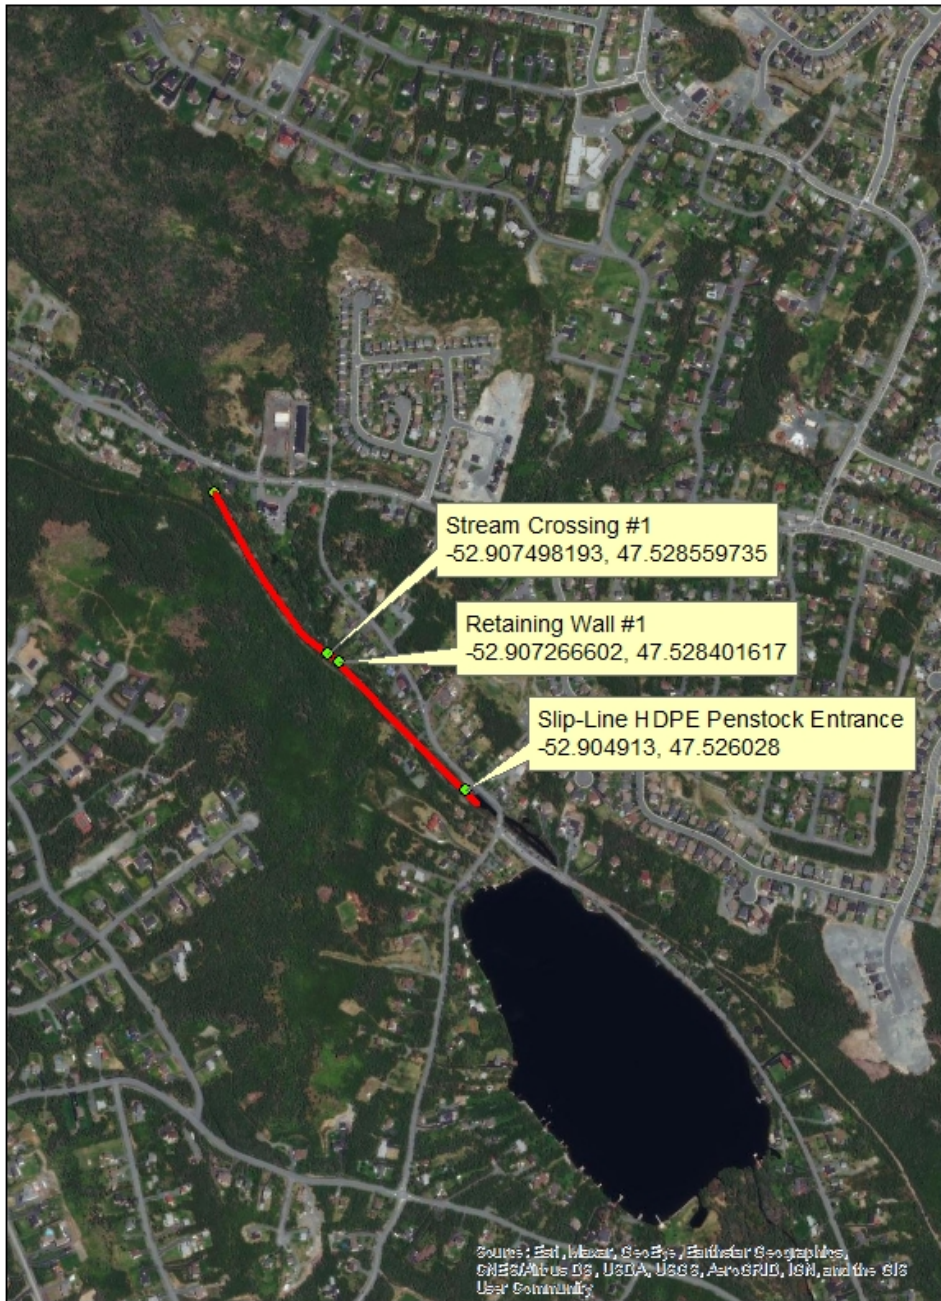 Stream Crossing #1
-52.907498193, 47.528559735
Retaining Wall #1
-52.907266602, 47.528401617
Slip-Line HDPE Penstock Entrance
-52.904913, 47.526028
Source: Esri, Maxar, GeoEye, Earthstar Geographics,
CNES/Airbus DS, USDA, USGS, AeroGRID, IGN, and the GIS
User Community